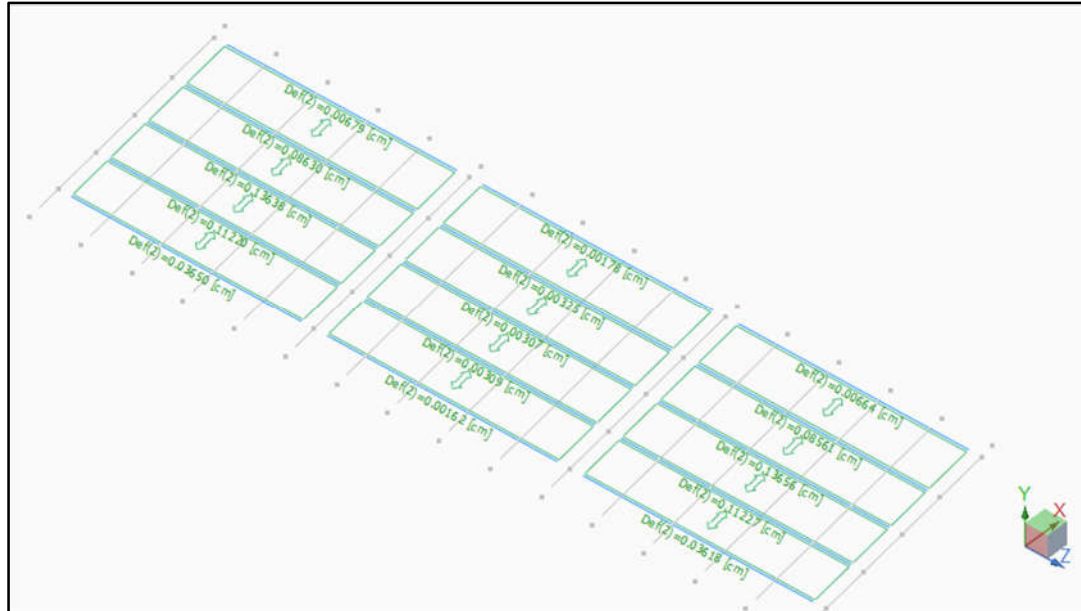 Def(2)=0.00679 [cm]
Def(2)=0.08630 [cm]
Def(2)=0.13638 [cm]
Def(2)=0.11220 [cm]
Def(2)=0.03650 [cm]
Def(2)=0.00178 [cm]
Def(2)=0.00325 [cm]
Def(2)=0.00307 [cm]
Def(2)=0.00309 [cm]
Def(2)=0.00162 [cm]
Def(2)=0.00664 [cm]
Def(2)=0.08561 [cm]
Def(2)=0.13656 [cm]
Def(2)=0.11227 [cm]
Def(2)=0.03618 [cm]
Y
X
Z